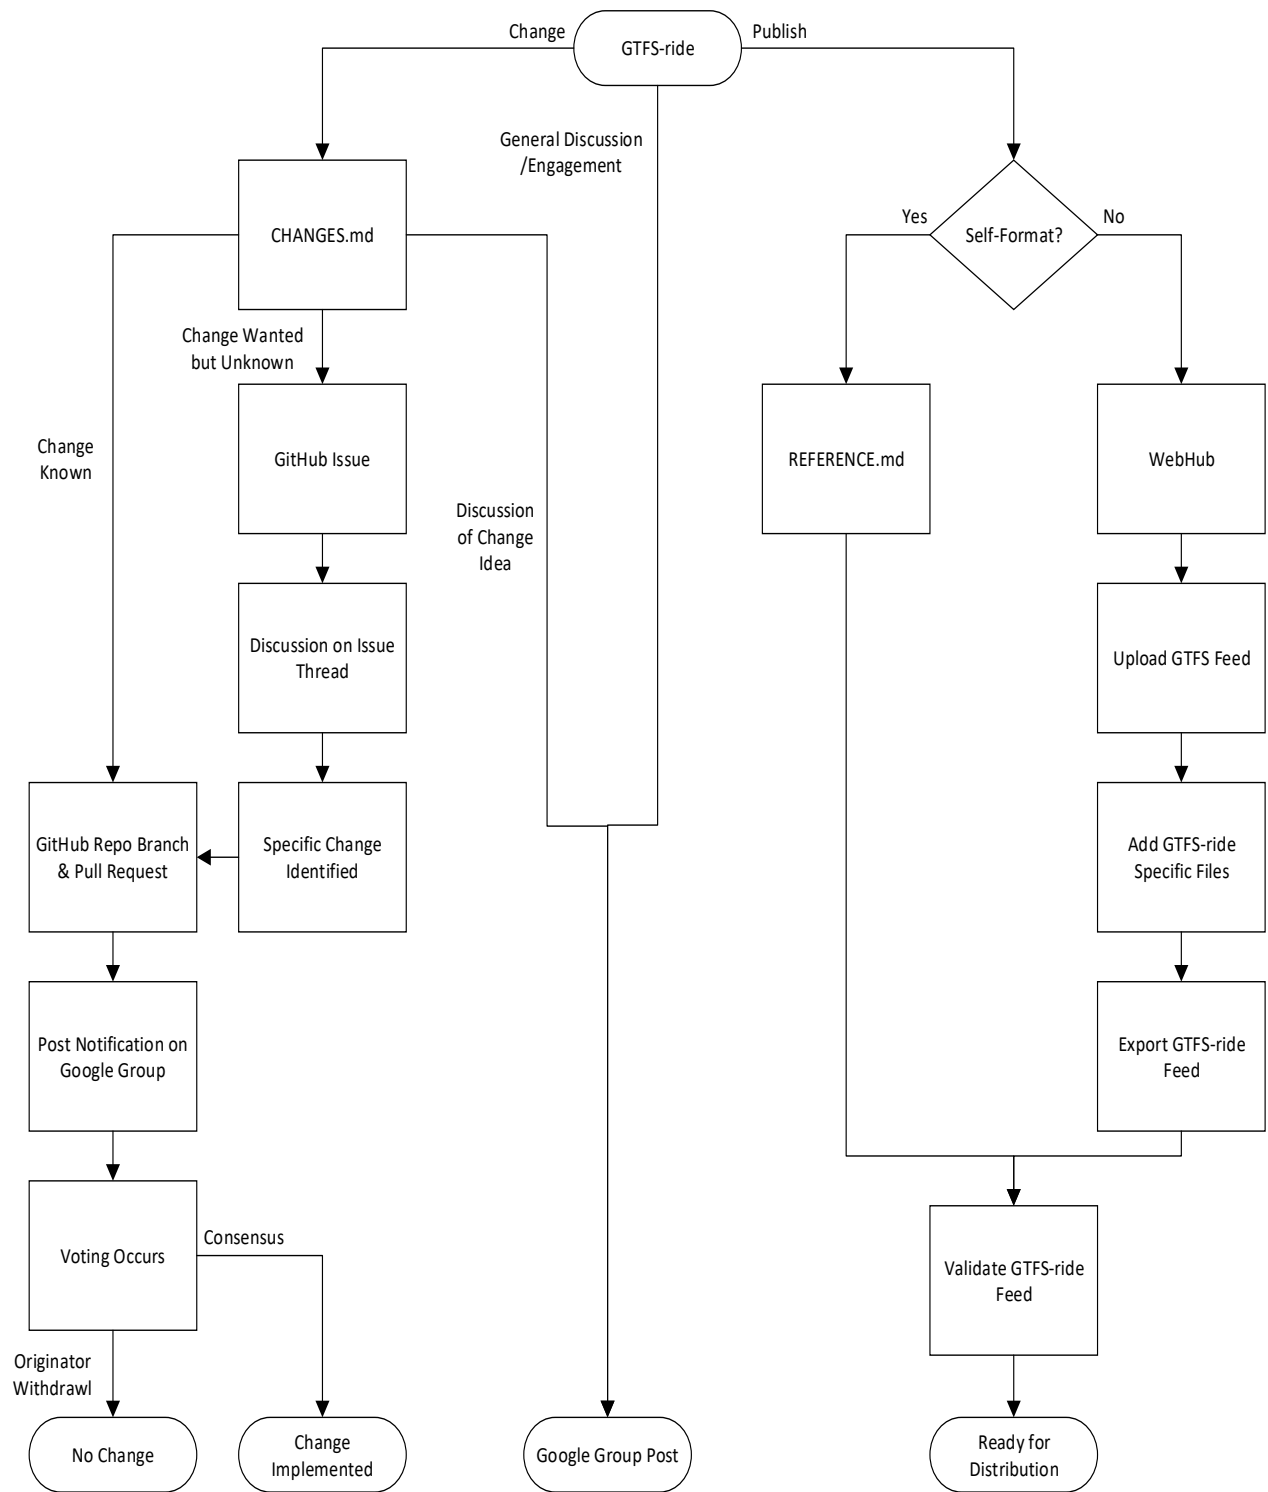 Change
GTFS-ride
Publish
General Discussion
/Engagement
CHANGES.md
Yes
Self-Format?
No
Change Wanted
but Unknown
Change
Known
GitHub Issue
Discussion
of Change
Idea
REFERENCE.md
WebHub
Discussion on Issue
Thread
Upload GTFS Feed
GitHub Repo Branch
& Pull Request
Specific Change
Identified
Add GTFS-ride
Specific Files
Post Notification on
Google Group
Export GTFS-ride
Feed
Voting Occurs
Consensus
Validate GTFS-ride
Feed
Originator
Withdrawl
No Change
Change
Implemented
Google Group Post
Ready for
Distribution